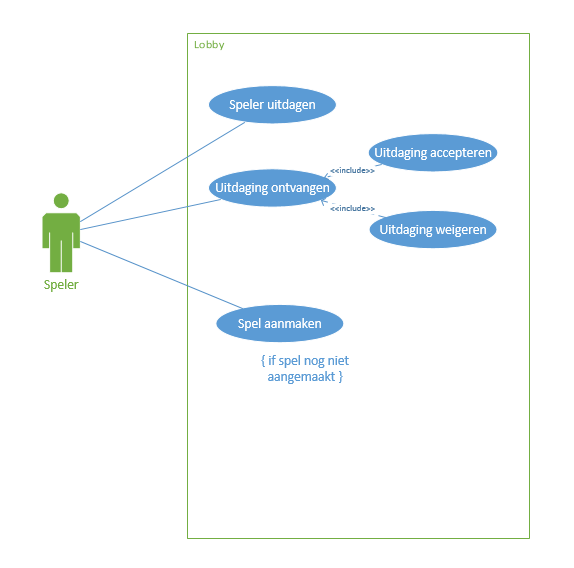 Lobby
Speler uitdagen
Uitdaging accepteren
<<include>>
Uitdaging ontvangen
<<include>>
Uitdaging weigeren
Speler
Spel aanmaken
{ if spel nog niet
aangemaakt }